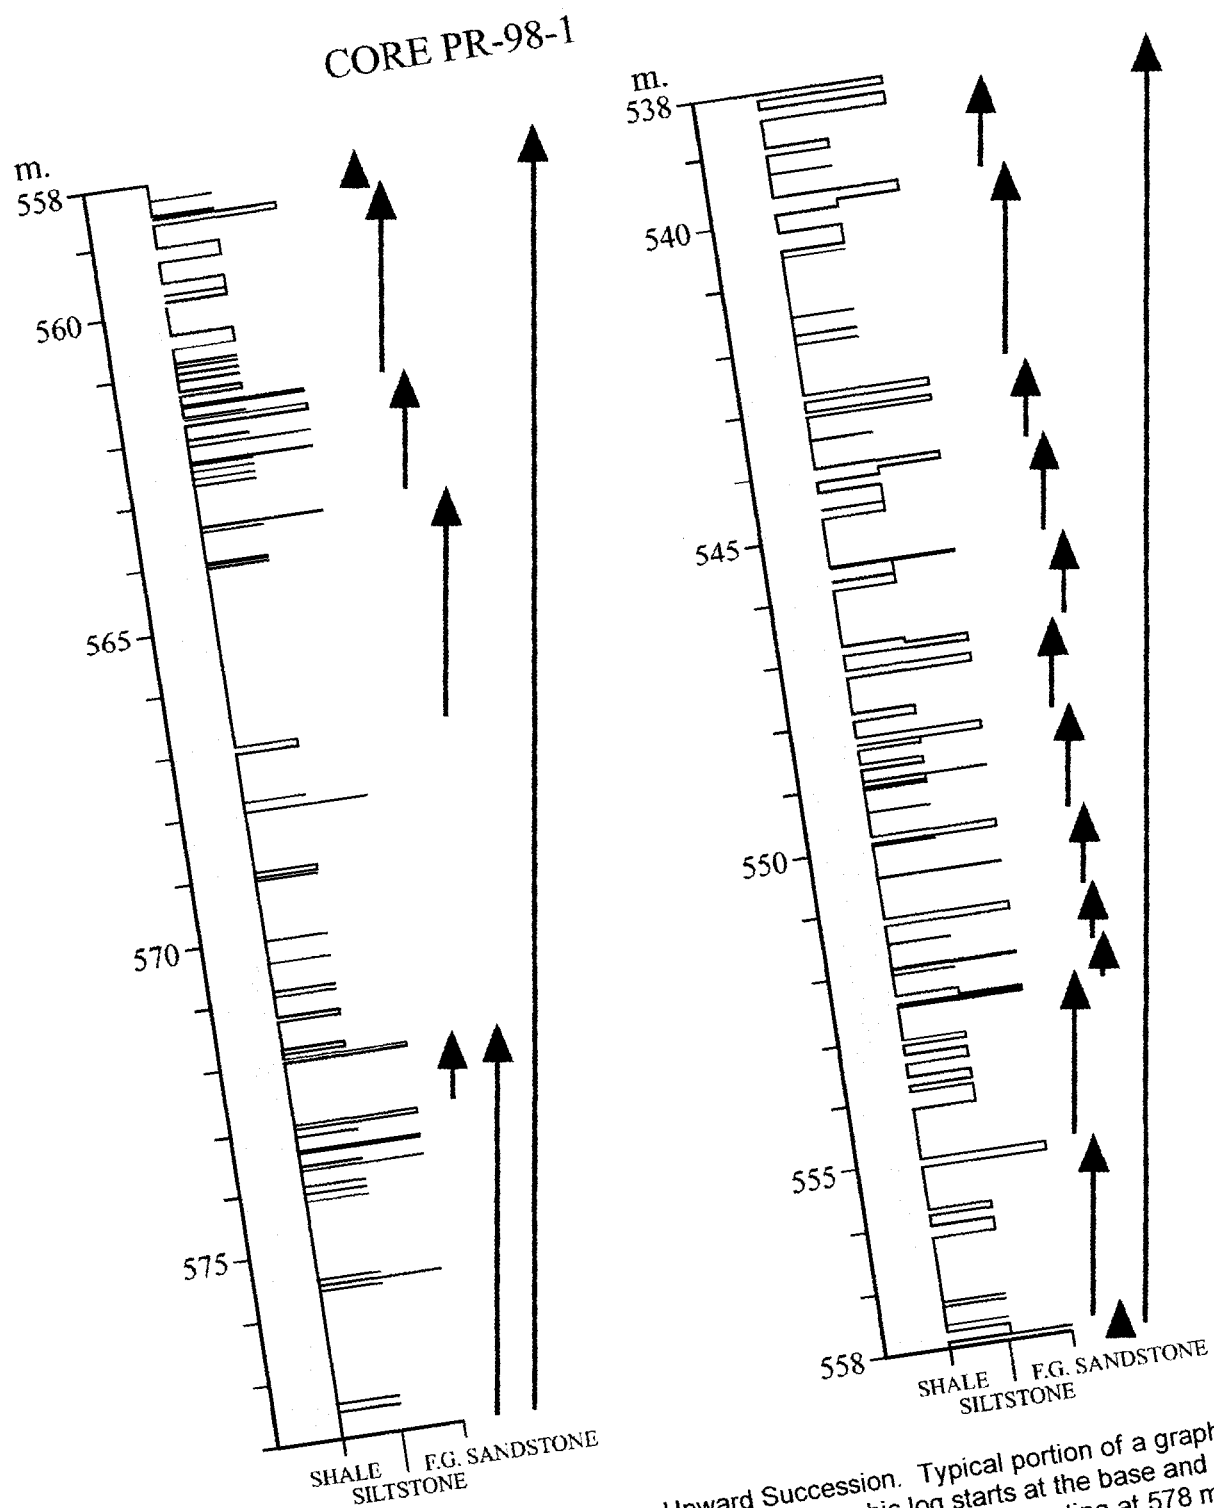 CORE PR-98-1
m.
558
560
565
570
575
SHALE
SILTSTONE
F.G. SANDSTONE
m.
538
540
545
550
555
558
SHALE
SILTSTONE
F.G. SANDSTONE
Upward Succession. Typical portion of a graph
log starts at the base and
at 578 m